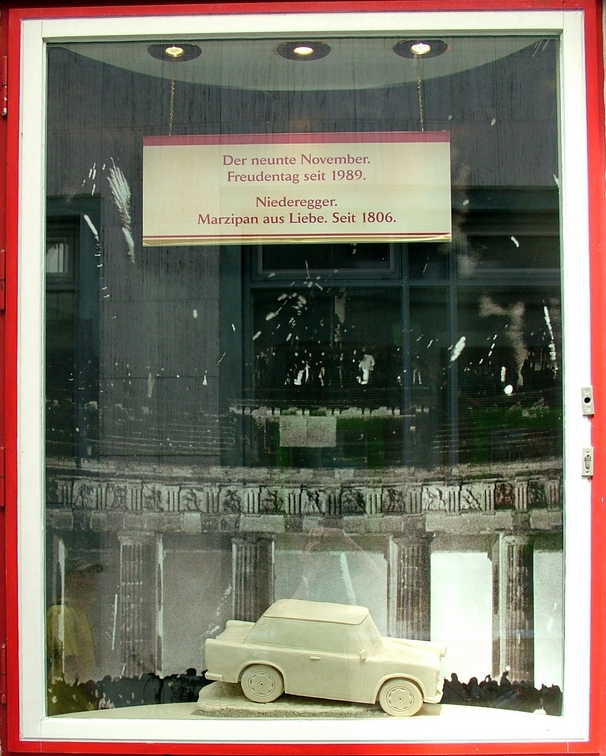 Der neunte November.
Freudentag seit 1989.
Niederegger.
Marzipan aus Liebe. Seit 1806.